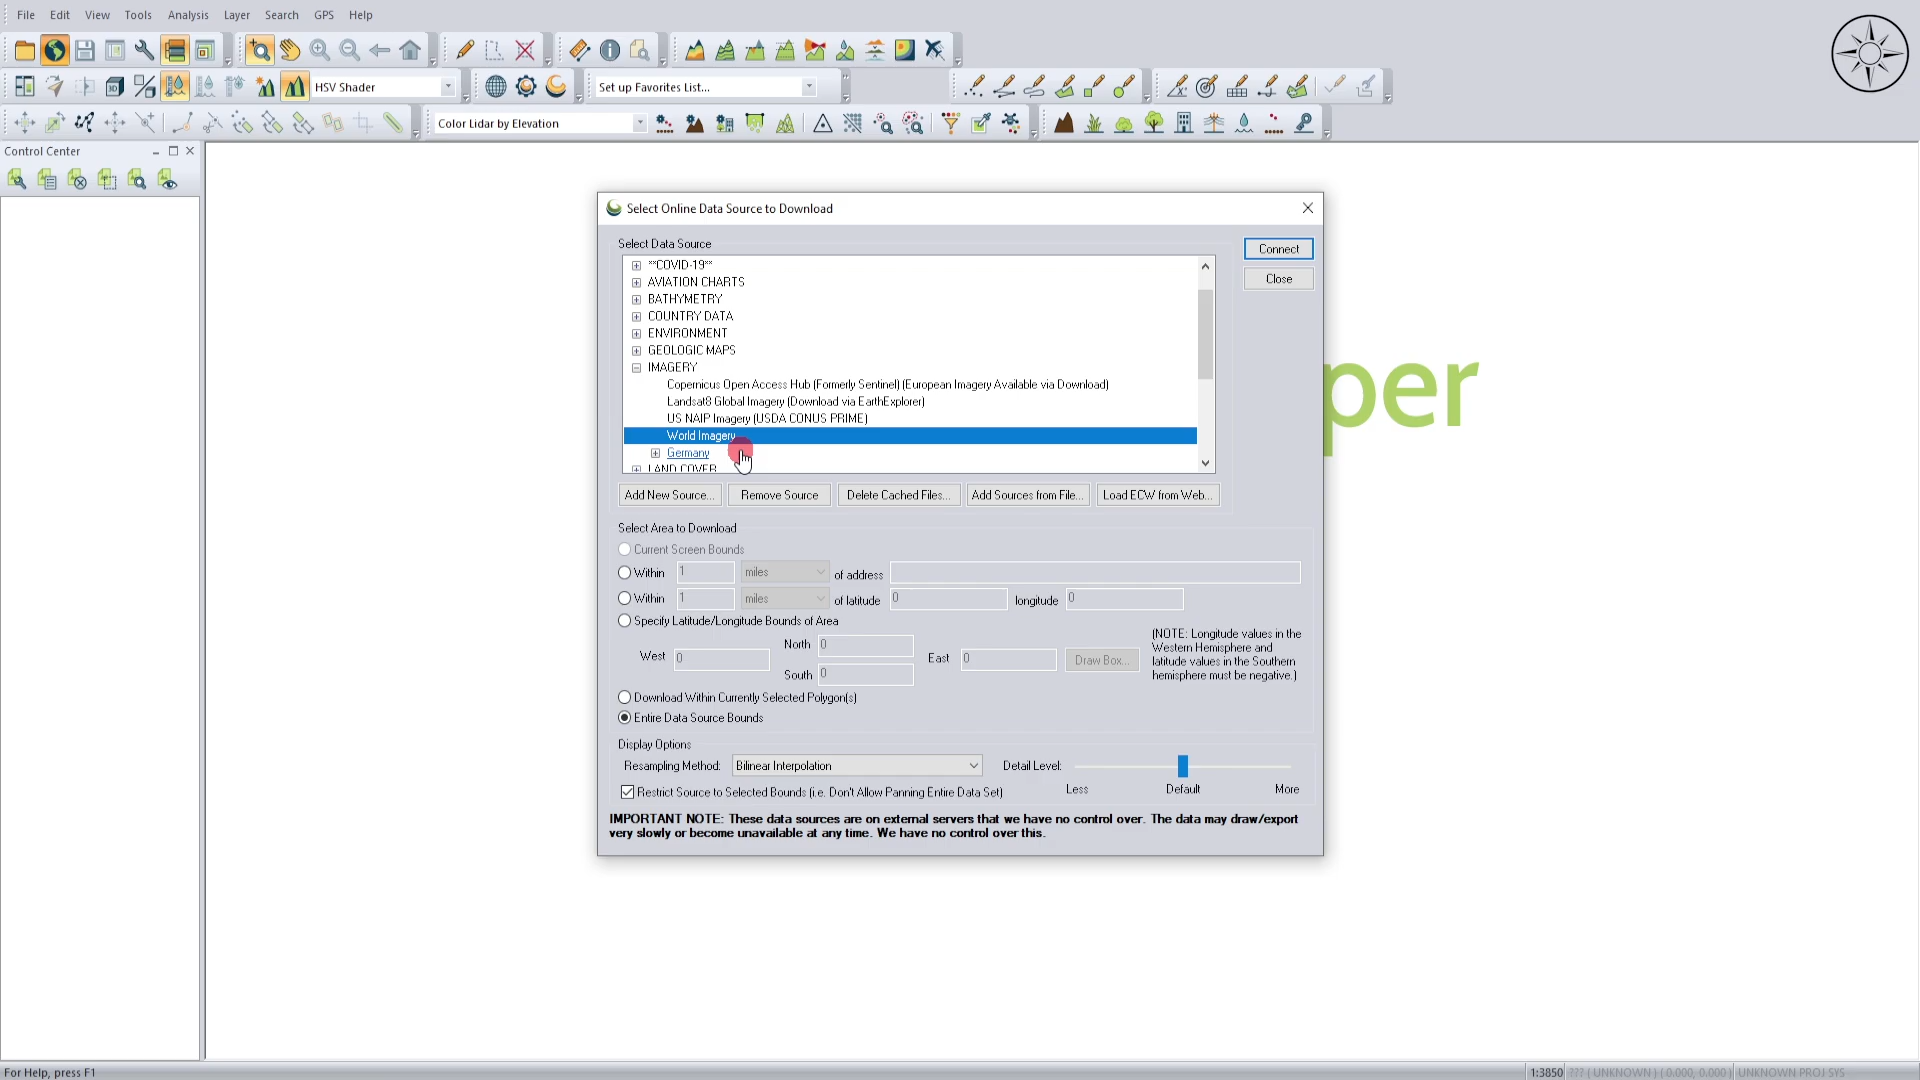 File Edit View Tools Analysis Layer Search GPS Help
HSV Shader
Set up Favorites List...
Color Lidar by Elevation
Control Center
Select Online Data Source to Download
Select Data Source
Connect
Close
**COVID-19**
AVIATION CHARTS
BATHYMETRY
COUNTRY DATA
ENVIRONMENT
GEOLOGIC MAPS
IMAGERY
Copernicus Open Access Hub (Formerly Sentinel) (European Imagery Available via Download)
Landsat8 Global Imagery (Download via EarthExplorer)
US NAIP Imagery (USDA CONUS PRIME)
World Imagery
Germany
LAND COVER
per
Add New Source... Remove Source Delete Cached Files... Add Sources from File... Load ECW from Web...
Select Area to Download
Current Screen Bounds
Within 1 miles of address
Within 1 miles of latitude 0 longitude 0
Specify Latitude/Longitude Bounds of Area
North 0
West 0
East 0
Draw Box...
South 0
(NOTE: Longitude values in the
Western Hemisphere and
latitude values in the Southern
hemisphere must be negative.)
Download Within Currently Selected Polygon(s)
Entire Data Source Bounds
Display Options
Resampling Method: Bilinear Interpolation Detail Level:
Less Default More
Restrict Source to Selected Bounds (i.e. Don't Allow Panning Entire Data Set)
IMPORTANT NOTE: These data sources are on external servers that we have no control over. The data may draw/export
very slowly or become unavailable at any time. We have no control over this.
For Help, press F1
1:3850 ??? ( UNKNOWN ) ( 0.000, 0.000 ) UNKNOWN PROJ SYS